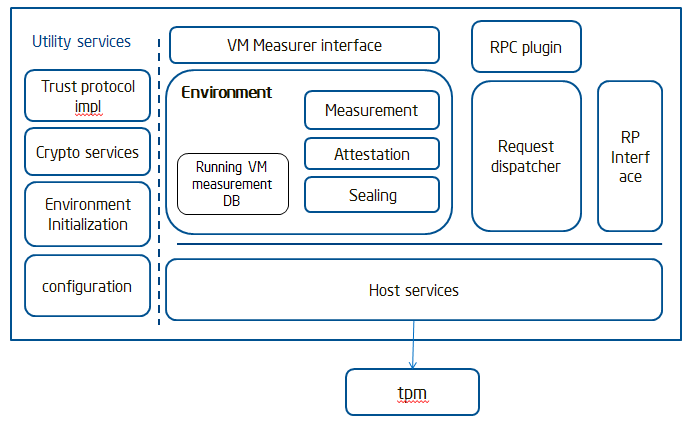 Utility services
Trust protocol
impl
Crypto services
Environment
Initialization
configuration
VM Measurer interface
Environment
Running VM
measurement
DB
Measurement
Attestation
Sealing
RPC plugin
Request
dispatcher
RP
Interf
ace
Host services
tpm